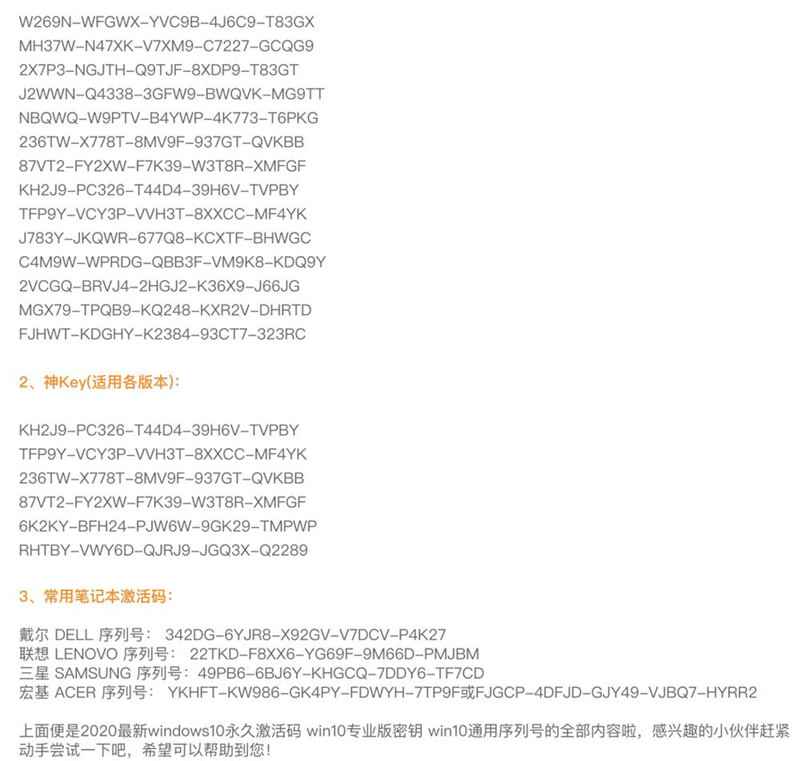 W269N-WFGWX-YVC9B-4J6C9-T83GX
MH37W-N47XK-V7XM9-C7227-GCQG9
2X7P3-NGJTH-Q9TJF-8XDP9-T83GT
J2WWN-Q4338-3GFW9-BWQVK-MG9TT
NBQWQ-W9PTV-B4YWP-4K773-T6PKG
236TW-X778T-8MV9F-937GT-QVKBB
87VT2-FY2XW-F7K39-W3T8R-XMFGF
KH2J9-PC326-T44D4-39H6V-TVPBY
TFP9Y-VCY3P-VVH3T-8XXCC-MF4YK
J783Y-JKQWR-677Q8-KCXTF-BHWGC
C4M9W-WPRDG-QBB3F-VM9K8-KDQ9Y
2VCGQ-BRVJ4-2HGJ2-K36X9-J66JG
MGX79-TPQB9-KQ248-KXR2V-DHRTD
FJHWT-KDGHY-K2384-93CT7-323RC
2、神Key(适用各版本)：
KH2J9-PC326-T44D4-39H6V-TVPBY
TFP9Y-VCY3P-VVH3T-8XXCC-MF4YK
236TW-X778T-8MV9F-937GT-QVKBB
87VT2-FY2XW-F7K39-W3T8R-XMFGF
6K2KY-BFH24-PJW6W-9GK29-TMPWP
RHTBY-VWY6D-QJRJ9-JGQ3X-Q2289
3、常用笔记本激活码：
戴尔 DELL 序列号： 342DG-6YJR8-X92GV-V7DCV-P4K27
联想 LENOVO 序列号： 22TKD-F8XX6-YG69F-9M66D-PMJBM
三星 SAMSUNG 序列号：49PB6-6BJ6Y-KHGCQ-7DDY6-TF7CD
宏基 ACER 序列号： YKHFT-KW986-GK4PY-FDWYH-7TP9F或FJGCP-4DFJD-GJY49-VJBQ7-HYRR2
上面便是2020最新windows10永久激活码 win10专业版密钥 win10通用序列号的全部内容啦，感兴趣的小伙伴赶紧
动手尝试一下吧，希望可以帮助到您！